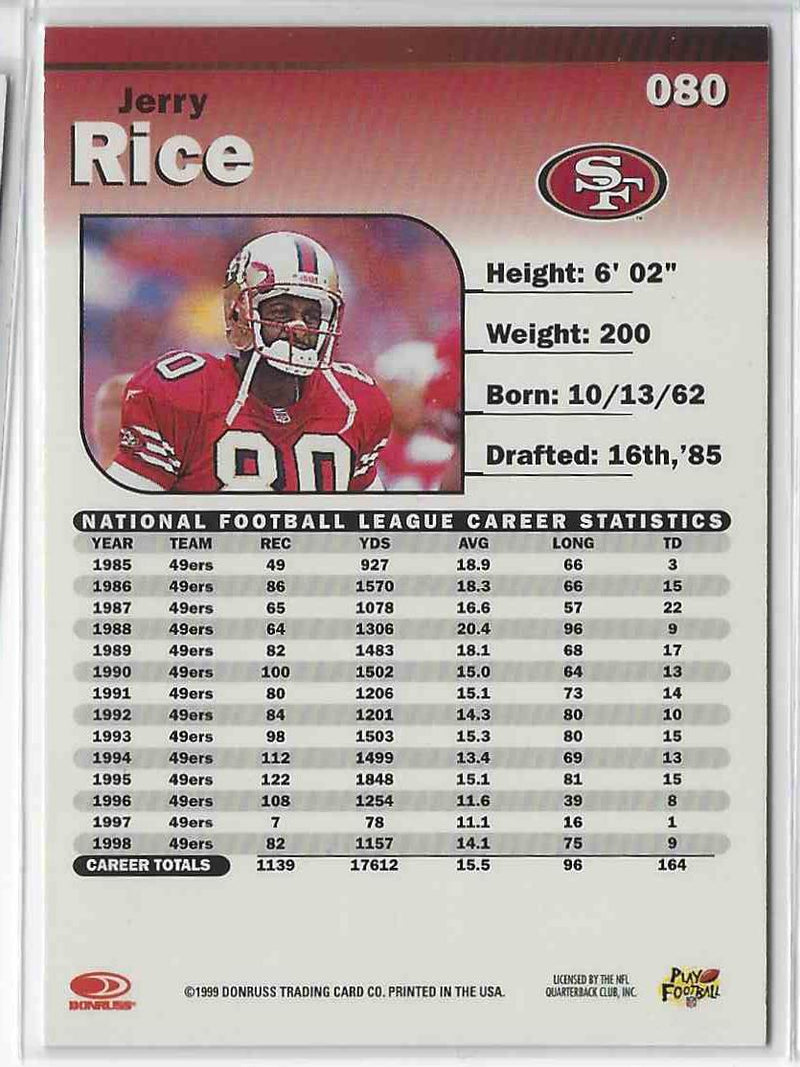 080
Jerry
Rice
SF
Height: 6' 02"
Weight: 200
Born: 10/13/62
Drafted: 16th,'85
80
80
NATIONAL FOOTBALL LEAGUE CAREER STATISTICS
YEAR TEAM REC YDS AVG LONG TD
1985 49ers 49 927 18.9 66 3
1986 49ers 86 1570 18.3 66 15
1987 49ers 65 1078 16.6 57 22
1988 49ers 64 1306 20.4 96 9
1989 49ers 82 1483 18.1 68 17
1990 49ers 100 1502 15.0 64 13
1991 49ers 80 1206 15.1 73 14
1992 49ers 84 1201 14.3 80 10
1993 49ers 98 1503 15.3 80 15
1994 49ers 112 1499 13.4 69 13
1995 49ers 122 1848 15.1 81 15
1996 49ers 108 1254 11.6 39 8
1997 49ers 7 78 11.1 16 1
1998 49ers 82 1157 14.1 75 9
CAREER TOTALS 1139 17612 15.5 96 164
DONRUSS
©1999 DONRUSS TRADING CARD CO. PRINTED IN THE USA.
LICENSED BY THE NFL
QUARTERBACK CLUB, INC.
PLAY
FOOTBALL